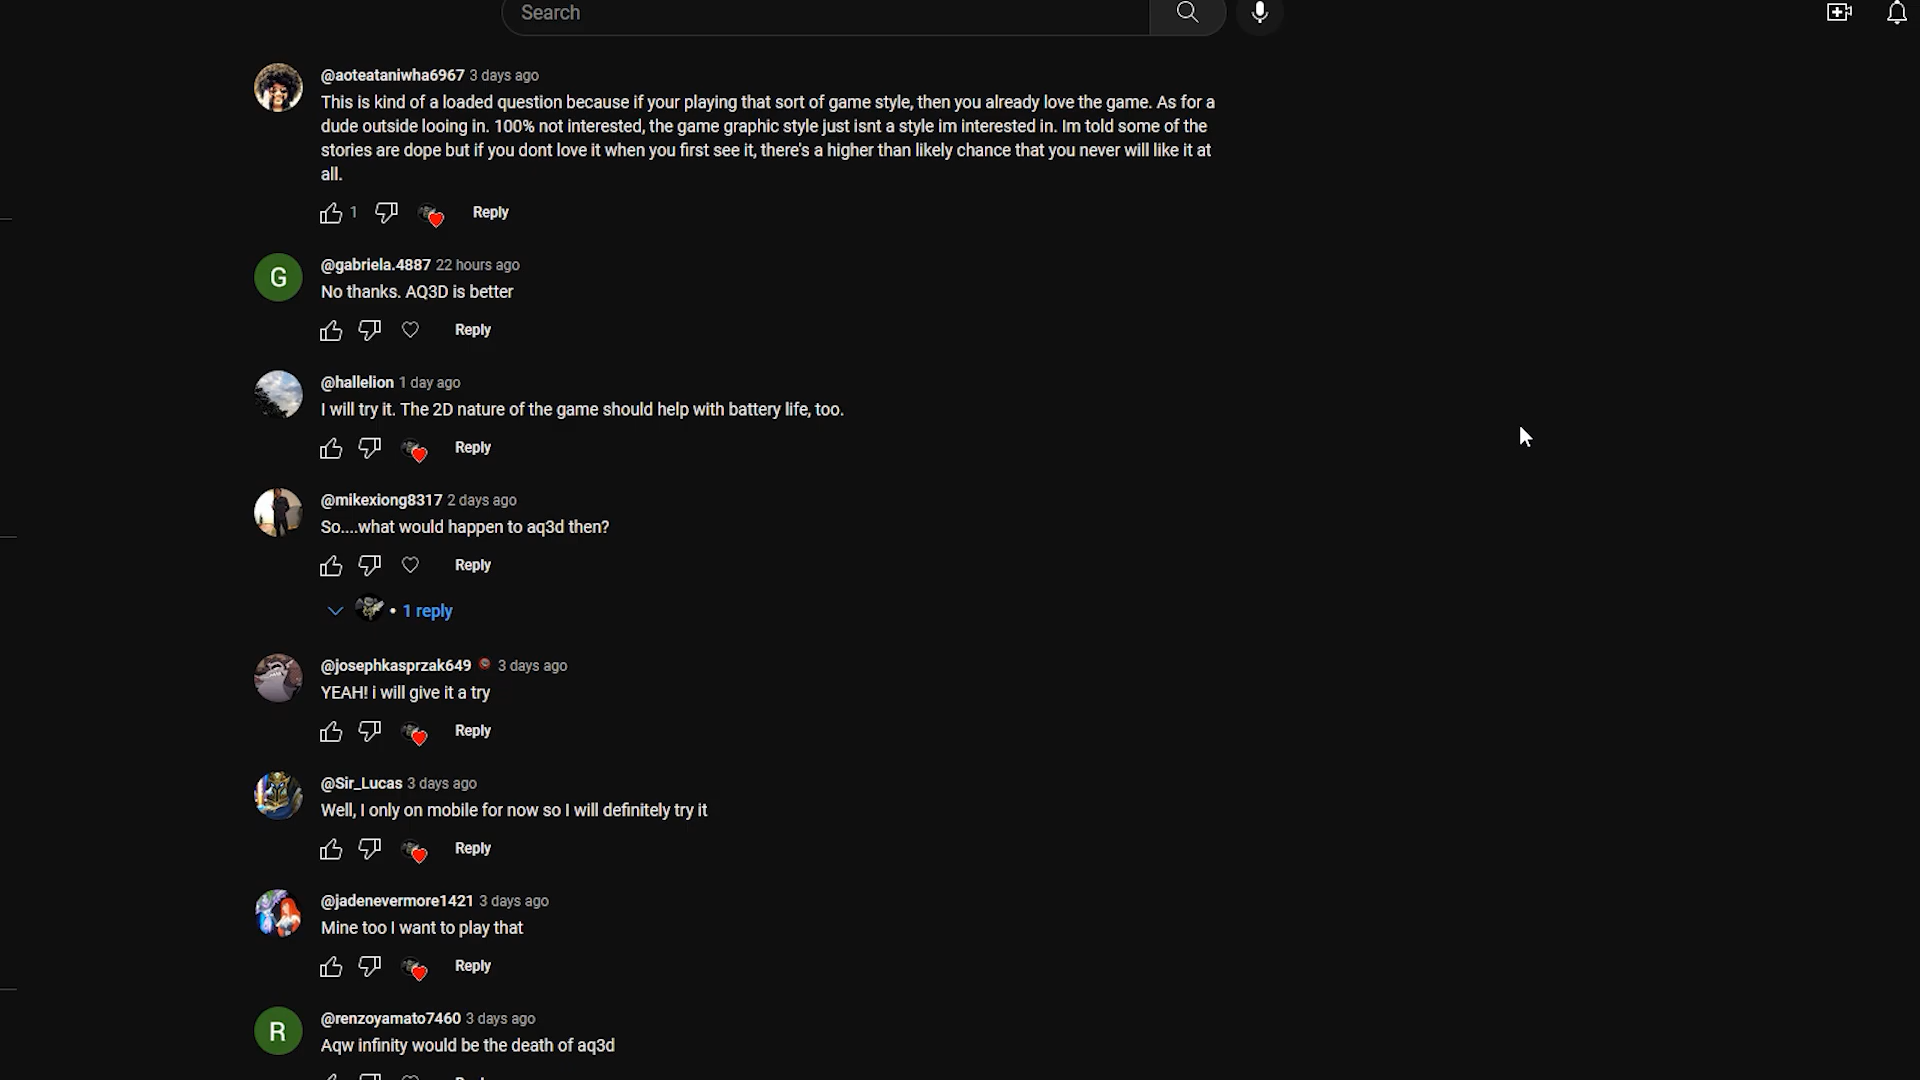 Search
@aoteataniwha6967 3 days ago
This is kind of a loaded question because if your playing that sort of game style, then you already love the game. As for a
dude outside looing in. 100% not interested, the game graphic style just isnt a style im interested in. Im told some of the
stories are dope but if you dont love it when you first see it, there's a higher than likely chance that you never will like it at
all.
1 Reply
G
@gabriela.4887 22 hours ago
No thanks. AQ3D is better
Reply
@hallelion 1 day ago
I will try it. The 2D nature of the game should help with battery life, too.
Reply
@mikexiong8317 2 days ago
So....what would happen to aq3d then?
Reply
• 1 reply
@josephkasprzak649 3 days ago
YEAH! i will give it a try
Reply
@Sir_Lucas 3 days ago
Well, I only on mobile for now so I will definitely try it
Reply
@jadenevermore1421 3 days ago
Mine too I want to play that
Reply
R
@renzoyamato7460 3 days ago
Aqw infinity would be the death of aq3d